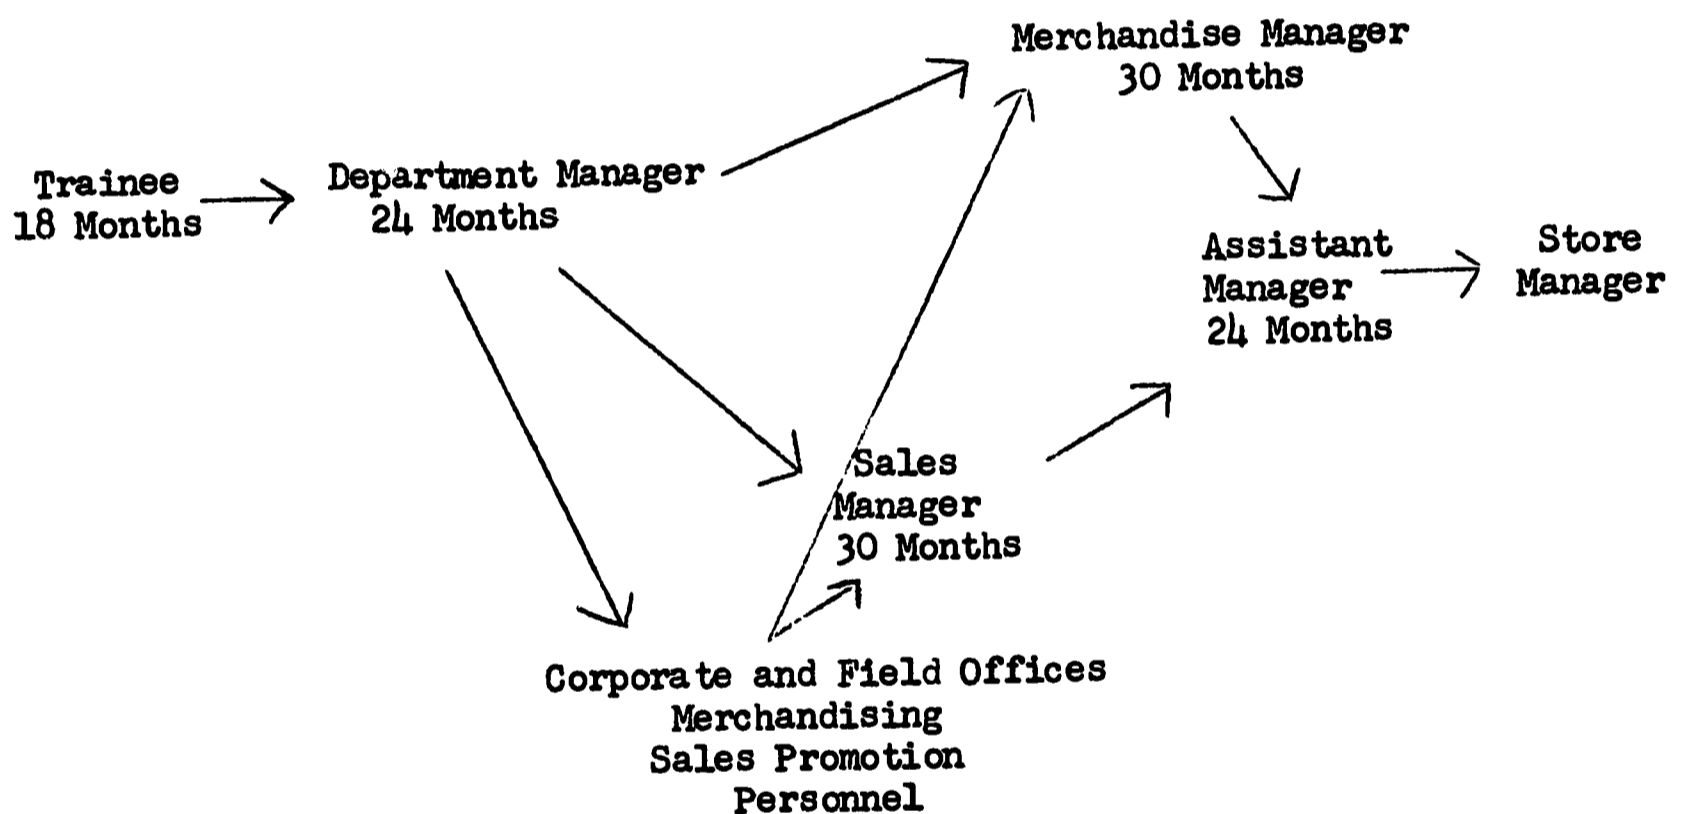 Merchandise Manager
30 Months
Trainee
18 Months
Department Manager
24 Months
Assistant
Manager
24 Months
Store
Manager
Sales
Manager
30 Months
Corporate and Field Offices
Merchandising
Sales Promotion
Personnel